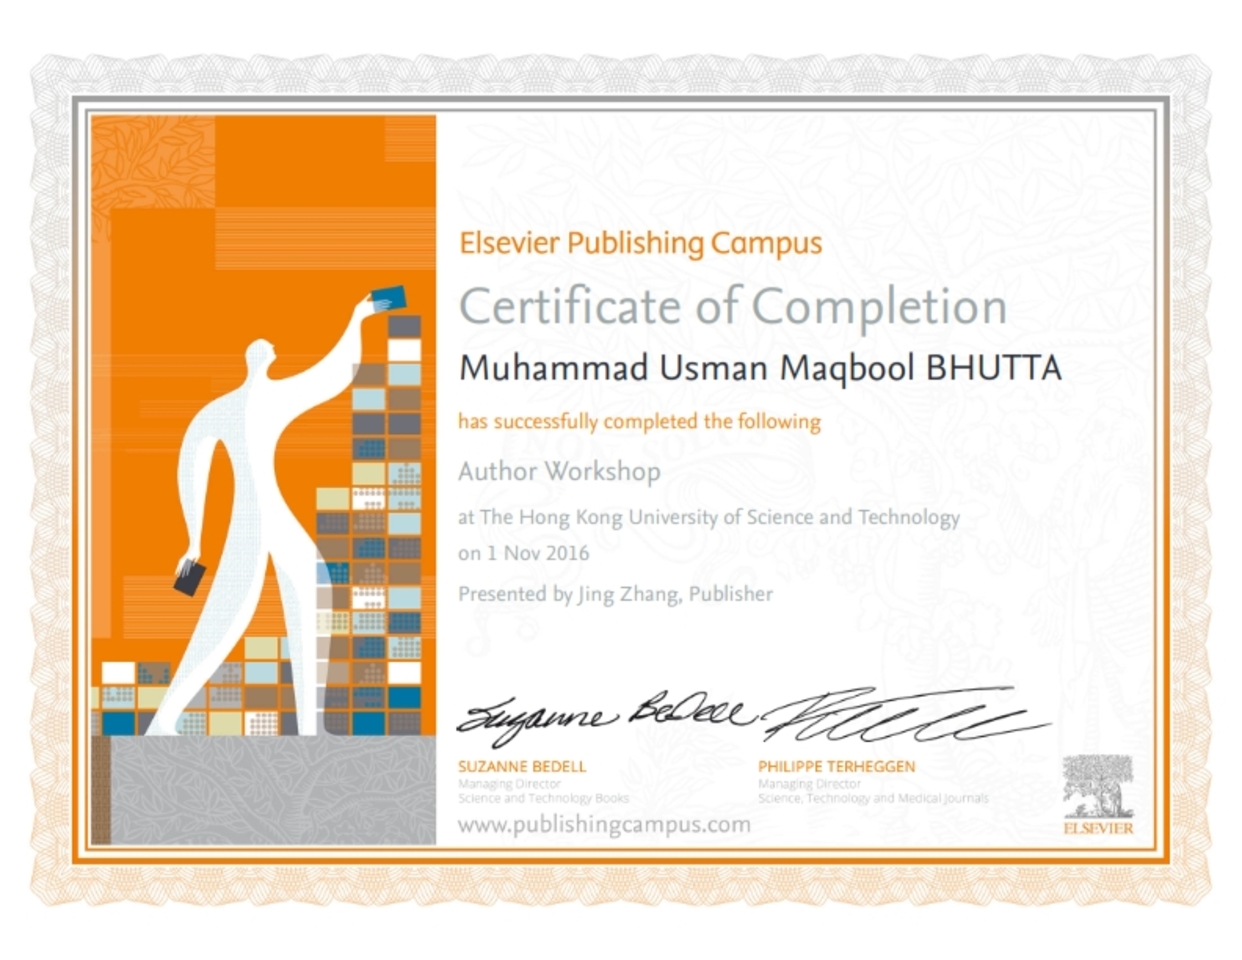 Elsevier Publishing Campus
Certificate of Completion
Muhammad Usman Maqbool BHUTTA
has successfully completed the following
Author Workshop
at The Hong Kong University of Science and Technology
on 1 Nov 2016
Presented by Jing Zhang, Publisher
Suzanne BeDell
SUZANNE BEDELL
Managing Director
Science and Technology Books
PHILIPPE TERHEGGEN
Managing Director
Science, Technology and Medical Journals
www.publishingcampus.com
ELSEVIER